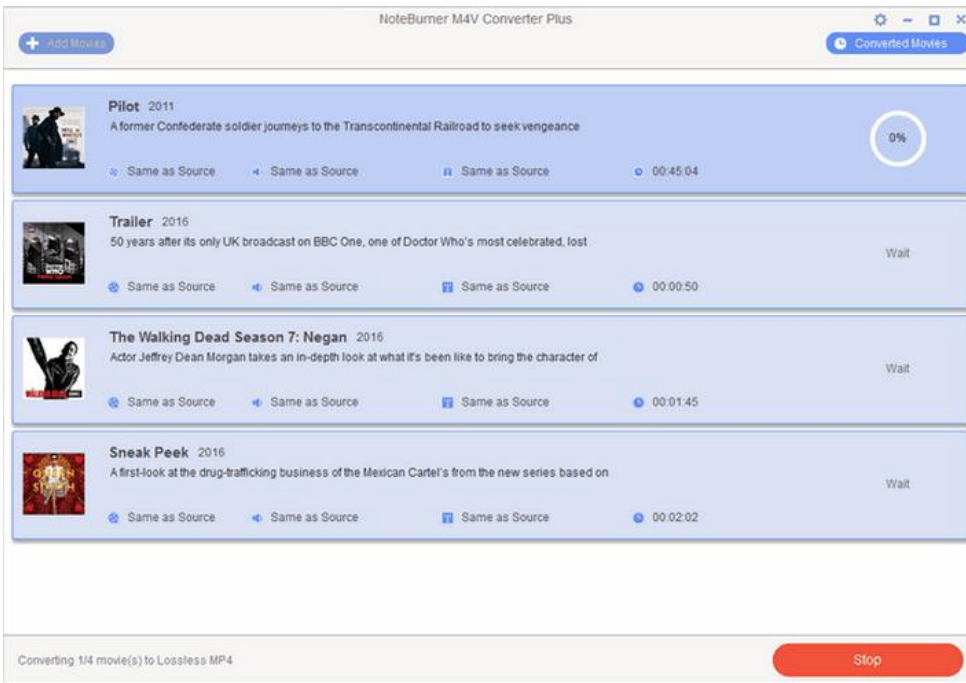 NoteBurner M4V Converter Plus
Add Movies
Converted Movies
Pilot 2011
A former Confederate soldier journeys to the Transcontinental Railroad to seek vengeance
Same as Source Same as Source Same as Source 00:45:04
0%
Trailer 2016
50 years after its only UK broadcast on BBC One, one of Doctor Who's most celebrated, lost
Same as Source Same as Source Same as Source 00:00:50
Wait
The Walking Dead Season 7: Negan 2016
Actor Jeffrey Dean Morgan takes an in-depth look at what it's been like to bring the character of
Same as Source Same as Source Same as Source 00:01:45
Wait
Sneak Peek 2016
A first-look at the drug-trafficking business of the Mexican Cartel's from the new series based on
Same as Source Same as Source Same as Source 00:02:02
Wait
Converting 1/4 movie(s) to Lossless MP4
Stop